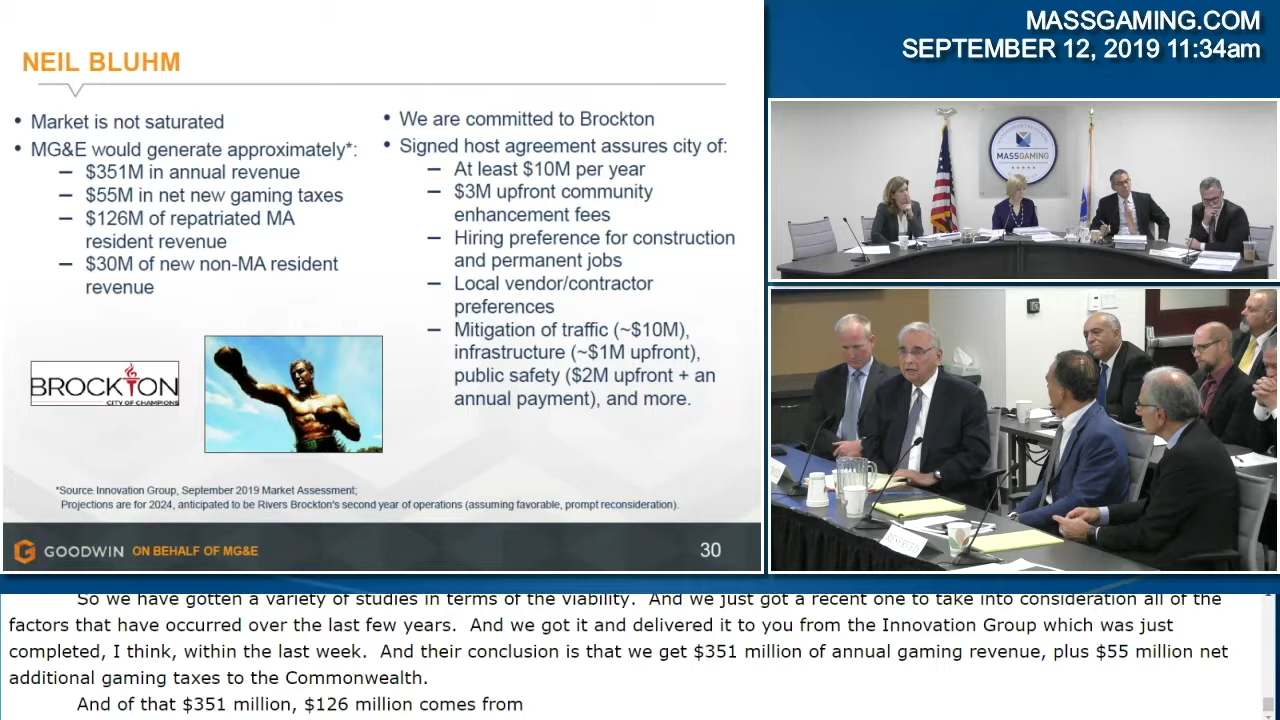 NEIL BLUHM
• Market is not saturated
• MG&E would generate approximately*:
– $351M in annual revenue
– $55M in net new gaming taxes
– $126M of repatriated MA
resident revenue
– $30M of new non-MA resident
revenue
• We are committed to Brockton
• Signed host agreement assures city of:
– At least $10M per year
– $3M upfront community
enhancement fees
– Hiring preference for construction
and permanent jobs
– Local vendor/contractor
preferences
– Mitigation of traffic (~$10M),
infrastructure (~$1M upfront),
public safety ($2M upfront + an
annual payment), and more.
BROCKTON
CITY OF CHAMPIONS
*Source: Innovation Group, September 2019 Market Assessment;
Projections are for 2024, anticipated to be Rivers Brockton's second year of operations (assuming favorable, prompt reconsideration).
GOODWIN ON BEHALF OF MG&E
30
MASSGAMING.COM
SEPTEMBER 12, 2019 11:34am
MASSGAMING
RESERVED
So we have gotten a variety of studies in terms of the viability. And we just got a recent one to take into consideration all of the
factors that have occurred over the last few years. And we got it and delivered it to you from the Innovation Group which was just
completed, I think, within the last week. And their conclusion is that we get $351 million of annual gaming revenue, plus $55 million net
additional gaming taxes to the Commonwealth.
And of that $351 million, $126 million comes from